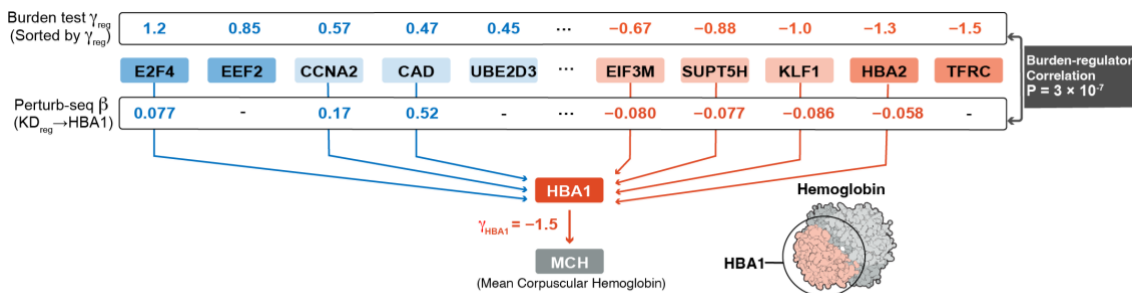 Burden test γreg 1.2 0.85 0.57 0.47 0.45 ... −0.67 −0.88 −1.0 −1.3 −1.5
(Sorted by γreg)
E2F4 EEF2 CCNA2 CAD UBE2D3 ... EIF3M SUPT5H KLF1 HBA2 TFRC
Burden-regulator
Correlation
P = 3 × 10⁻⁷
Perturb-seq β 0.077 - 0.17 0.52 - ... −0.080 −0.077 −0.086 −0.058 -
(KDreg→HBA1)
HBA1
γHBA1 = −1.5
MCH
(Mean Corpuscular Hemoglobin)
Hemoglobin
HBA1